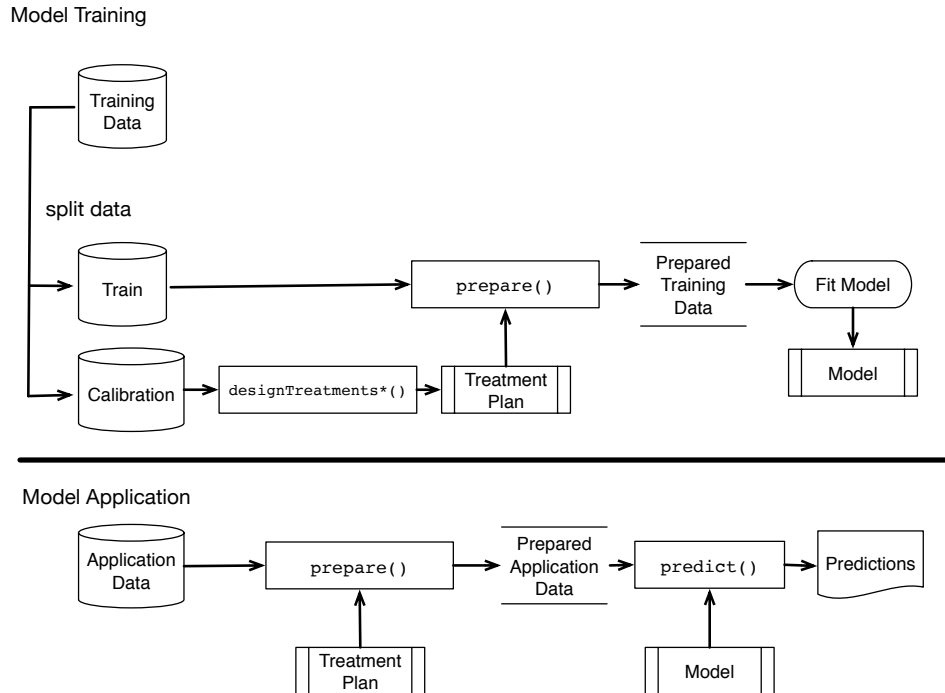 Model Training
Training
Data
split data
Train
prepare()
Prepared
Training
Data
Fit Model
Calibration
designTreatments*()
Treatment
Plan
Model
Model Application
Application
Data
prepare()
Prepared
Application
Data
predict()
Predictions
Treatment
Plan
Model